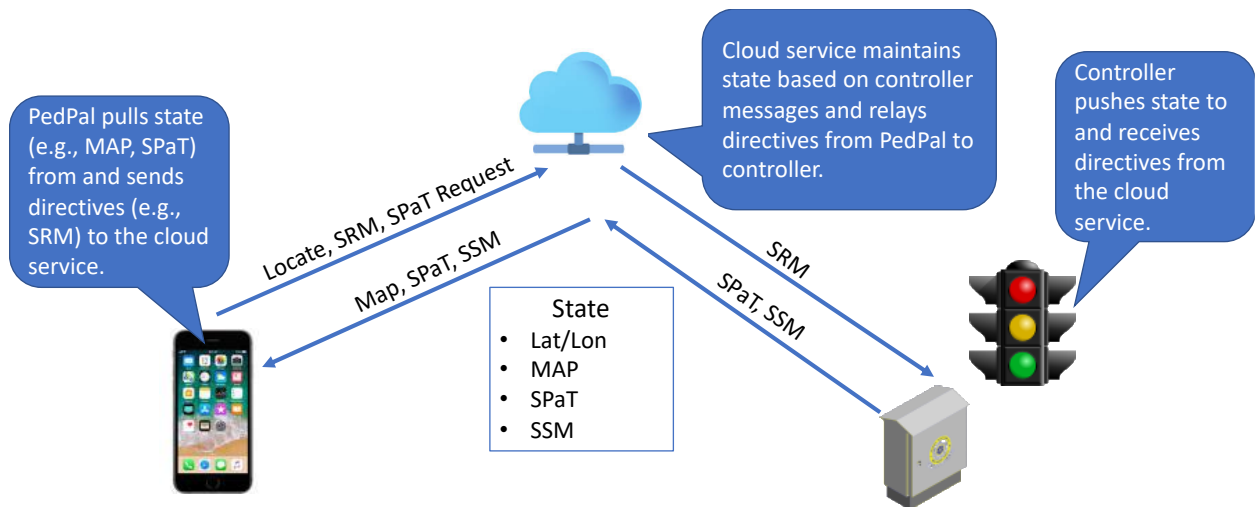 PedPal pulls state
(e.g., MAP, SPaT)
from and sends
directives (e.g.,
SRM) to the cloud
service.
Cloud service maintains
state based on controller
messages and relays
directives from PedPal to
controller.
Controller
pushes state to
and receives
directives from
the cloud
service.
Locate, SRM, SPaT Request
Map, SPaT, SSM
SRM
SPaT, SSM
State
• Lat/Lon
• MAP
• SPaT
• SSM